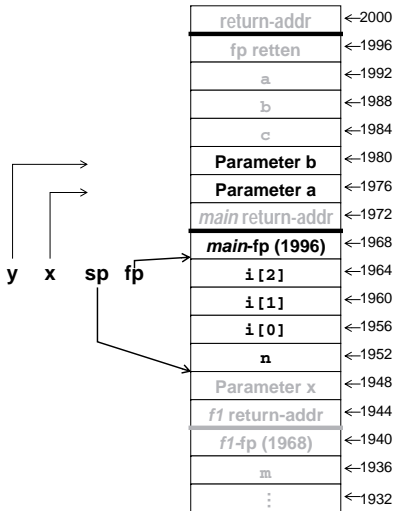 return-addr ←2000
fp retten ←1996
a ←1992
b ←1988
c ←1984
Parameter b ←1980
Parameter a ←1976
main return-addr ←1972
main-fp (1996) ←1968
y x sp fp
i[2] ←1964
i[1] ←1960
i[0] ←1956
n ←1952
Parameter x ←1948
f1 return-addr ←1944
f1-fp (1968) ←1940
m ←1936
⋮ ←1932